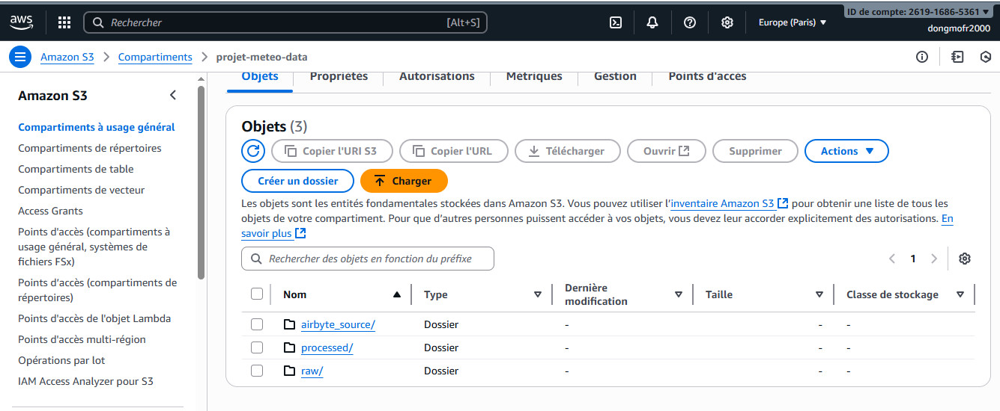 aws
Rechercher [Alt+S]
Europe (Paris)
ID de compte: 2619-1686-5361
dongmofr2000
Amazon S3 > Compartiments > projet-meteo-data
Amazon S3
Compartiments à usage général
Compartiments de répertoires
Compartiments de table
Compartiments de vecteur
Access Grants
Points d'accès (compartiments à
usage général, systèmes de
fichiers FSx)
Points d'accès (compartiments de
répertoires)
Points d'accès de l'objet Lambda
Points d'accès multi-région
Opérations par lot
IAM Access Analyzer pour S3
Objets Propriétés Autorisations Métriques Gestion Points d'accès
Objets (3)
Copier l'URI S3 Copier l'URL Télécharger Ouvrir Supprimer Actions
Créer un dossier Charger
Les objets sont les entités fondamentales stockées dans Amazon S3. Vous pouvez utiliser l'inventaire Amazon S3 pour obtenir une liste de tous les
objets de votre compartiment. Pour que d'autres personnes puissent accéder à vos objets, vous devez leur accorder explicitement des autorisations. En
savoir plus
Rechercher des objets en fonction du préfixe
1
Nom Type Dernière modification Taille Classe de stockage
airbyte_source/ Dossier - - -
processed/ Dossier - - -
raw/ Dossier - - -